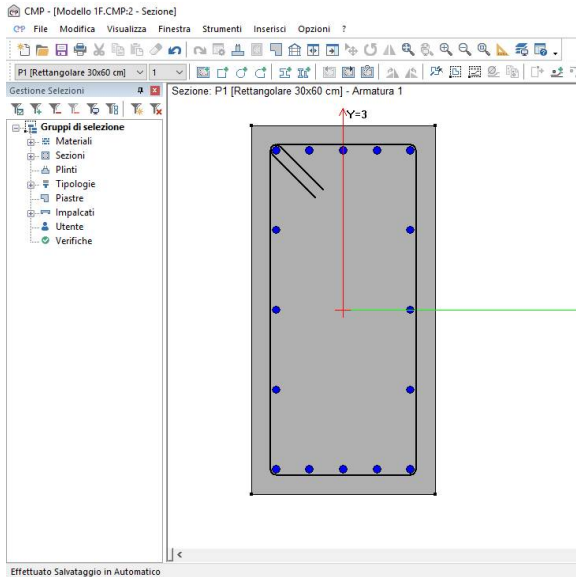 CMP - [Modello 1F.CMP:2 - Sezione]
File Modifica Visualizza Finestra Strumenti Inserisci Opzioni ?
P1 [Rettangolare 30x60 cm] 1
Gestione Selezioni
Sezione: P1 [Rettangolare 30x60 cm] - Armatura 1
Y=3
Gruppi di selezione
Materiali
Sezioni
Plinti
Tipologie
Piastre
Impalcati
Utente
Verifiche
Effettuato Salvataggio in Automatico